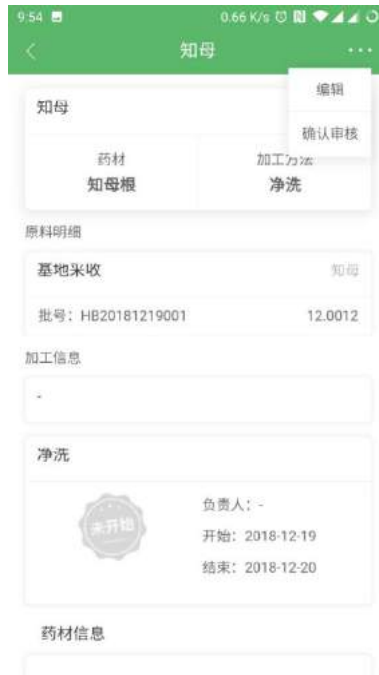 9:54
0.66 K/s
知母
编辑
确认审核
知母
药材
加工方法
知母根
净洗
原料明细
基地采收
知母
批号：HB20181219001
12.0012
加工信息
-
净洗
未开始
负责人：-
开始：2018-12-19
结束：2018-12-20
药材信息